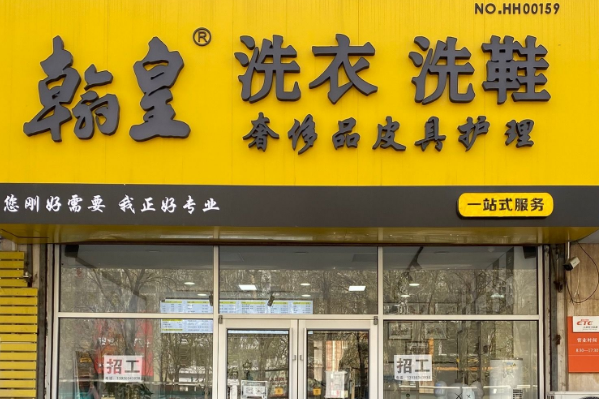 NO.HH00159
翰皇® 洗衣 洗鞋
奢侈品皮具护理
您刚好需要 我正好专业
一站式服务
CTC
招工
招工